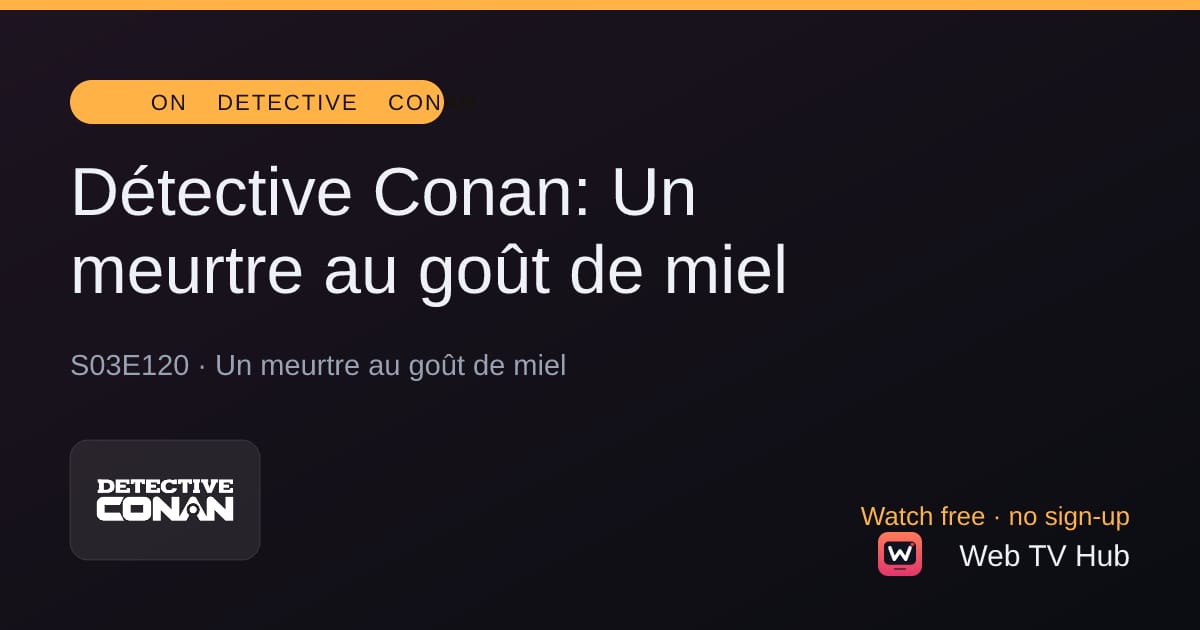 ON DETECTIVE CONAN
Détective Conan: Un
meurtre au goût de miel
S03E120 · Un meurtre au goût de miel
DETECTIVE
CONAN
Watch free · no sign-up
Web TV Hub